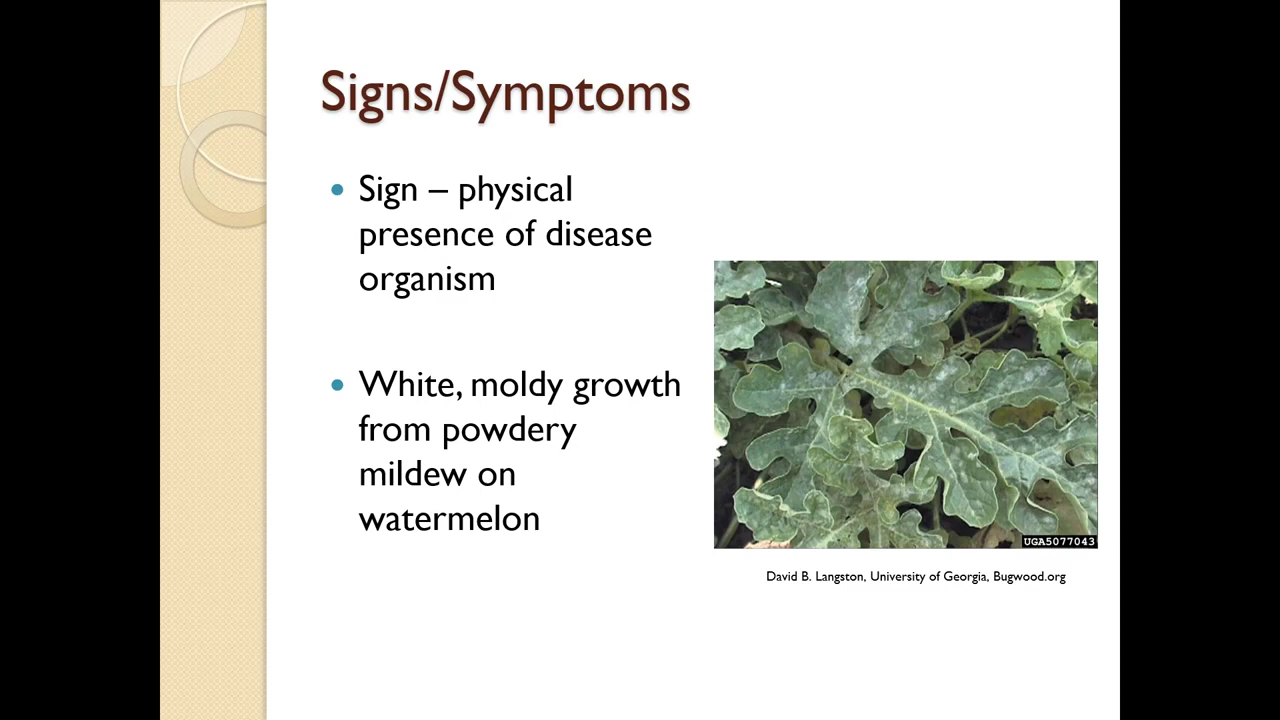 Signs/Symptoms
Sign – physical
presence of disease
organism
White, moldy growth
from powdery
mildew on
watermelon
UGA5077043
David B. Langston, University of Georgia, Bugwood.org